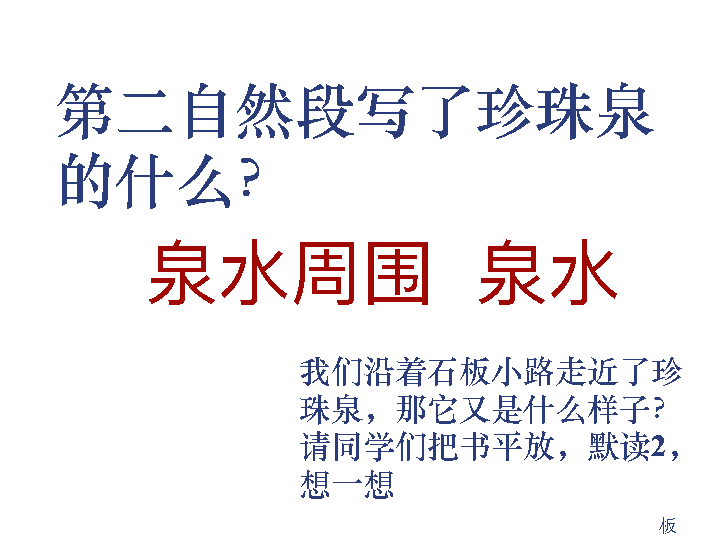 第二自然段写了珍珠泉
的什么?
泉水周围 泉水
我们沿着石板小路走近了珍
珠泉，那它又是什么样子?
请同学们把书平放，默读2，
想一想
板